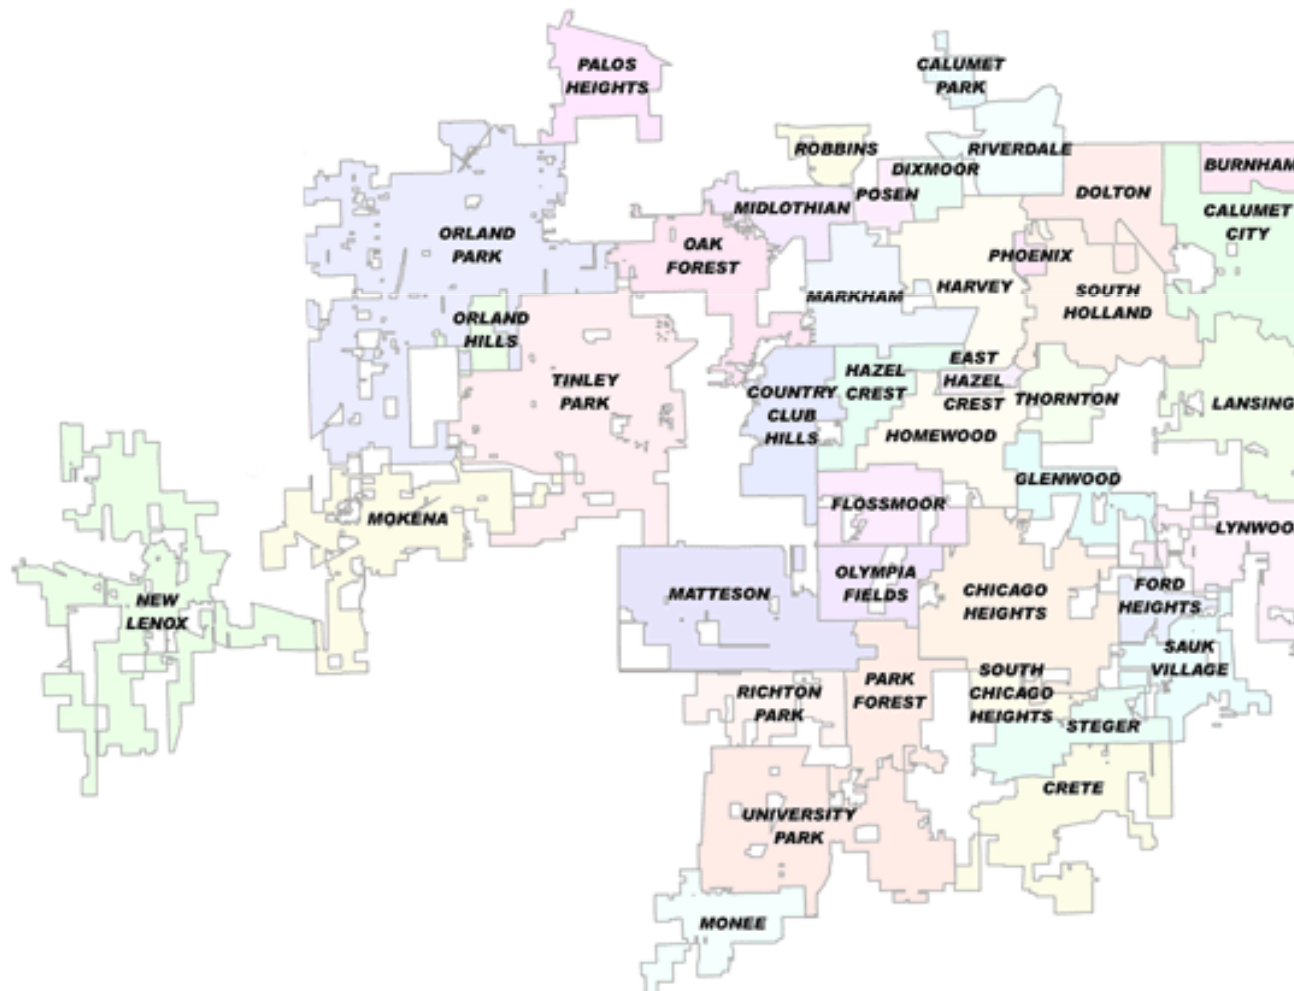 PALOS
HEIGHTS
CALUMET
PARK
ROBBINS
RIVERDALE
DIXMOOR
BURNHAM
POSEN
DOLTON
MIDLOTHIAN
CALUMET
CITY
ORLAND
PARK
OAK
FOREST
PHOENIX
MARKHAM
HARVEY
SOUTH
HOLLAND
ORLAND
HILLS
EAST
HAZEL
CREST
HAZEL
CREST
TINLEY
PARK
COUNTRY
CLUB
HILLS
THORNTON
LANSING
HOMEWOOD
GLENWOOD
FLOSSMOOR
MOKENA
LYNWOO
NEW
LENOX
MATTESON
OLYMPIA
FIELDS
CHICAGO
HEIGHTS
FORD
HEIGHTS
SAUK
VILLAGE
RICHTON
PARK
PARK
FOREST
SOUTH
CHICAGO
HEIGHTS
STEGER
CRETE
UNIVERSITY
PARK
MONEE